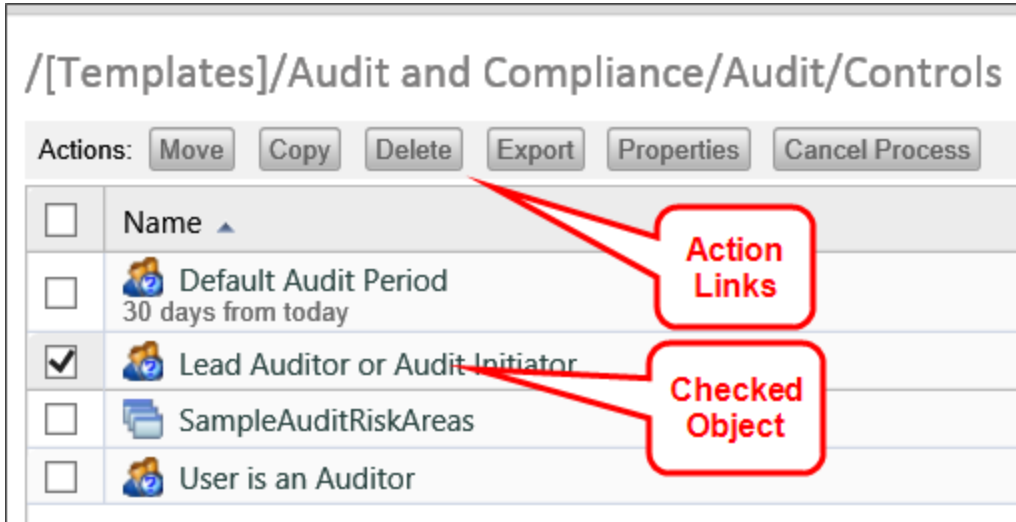 /[Templates]/Audit and Compliance/Audit/Controls
Actions: Move Copy Delete Export Properties Cancel Process
Name
Default Audit Period
30 days from today
Action
Links
Lead Auditor or Audit Initiator
Checked
Object
SampleAuditRiskAreas
User is an Auditor